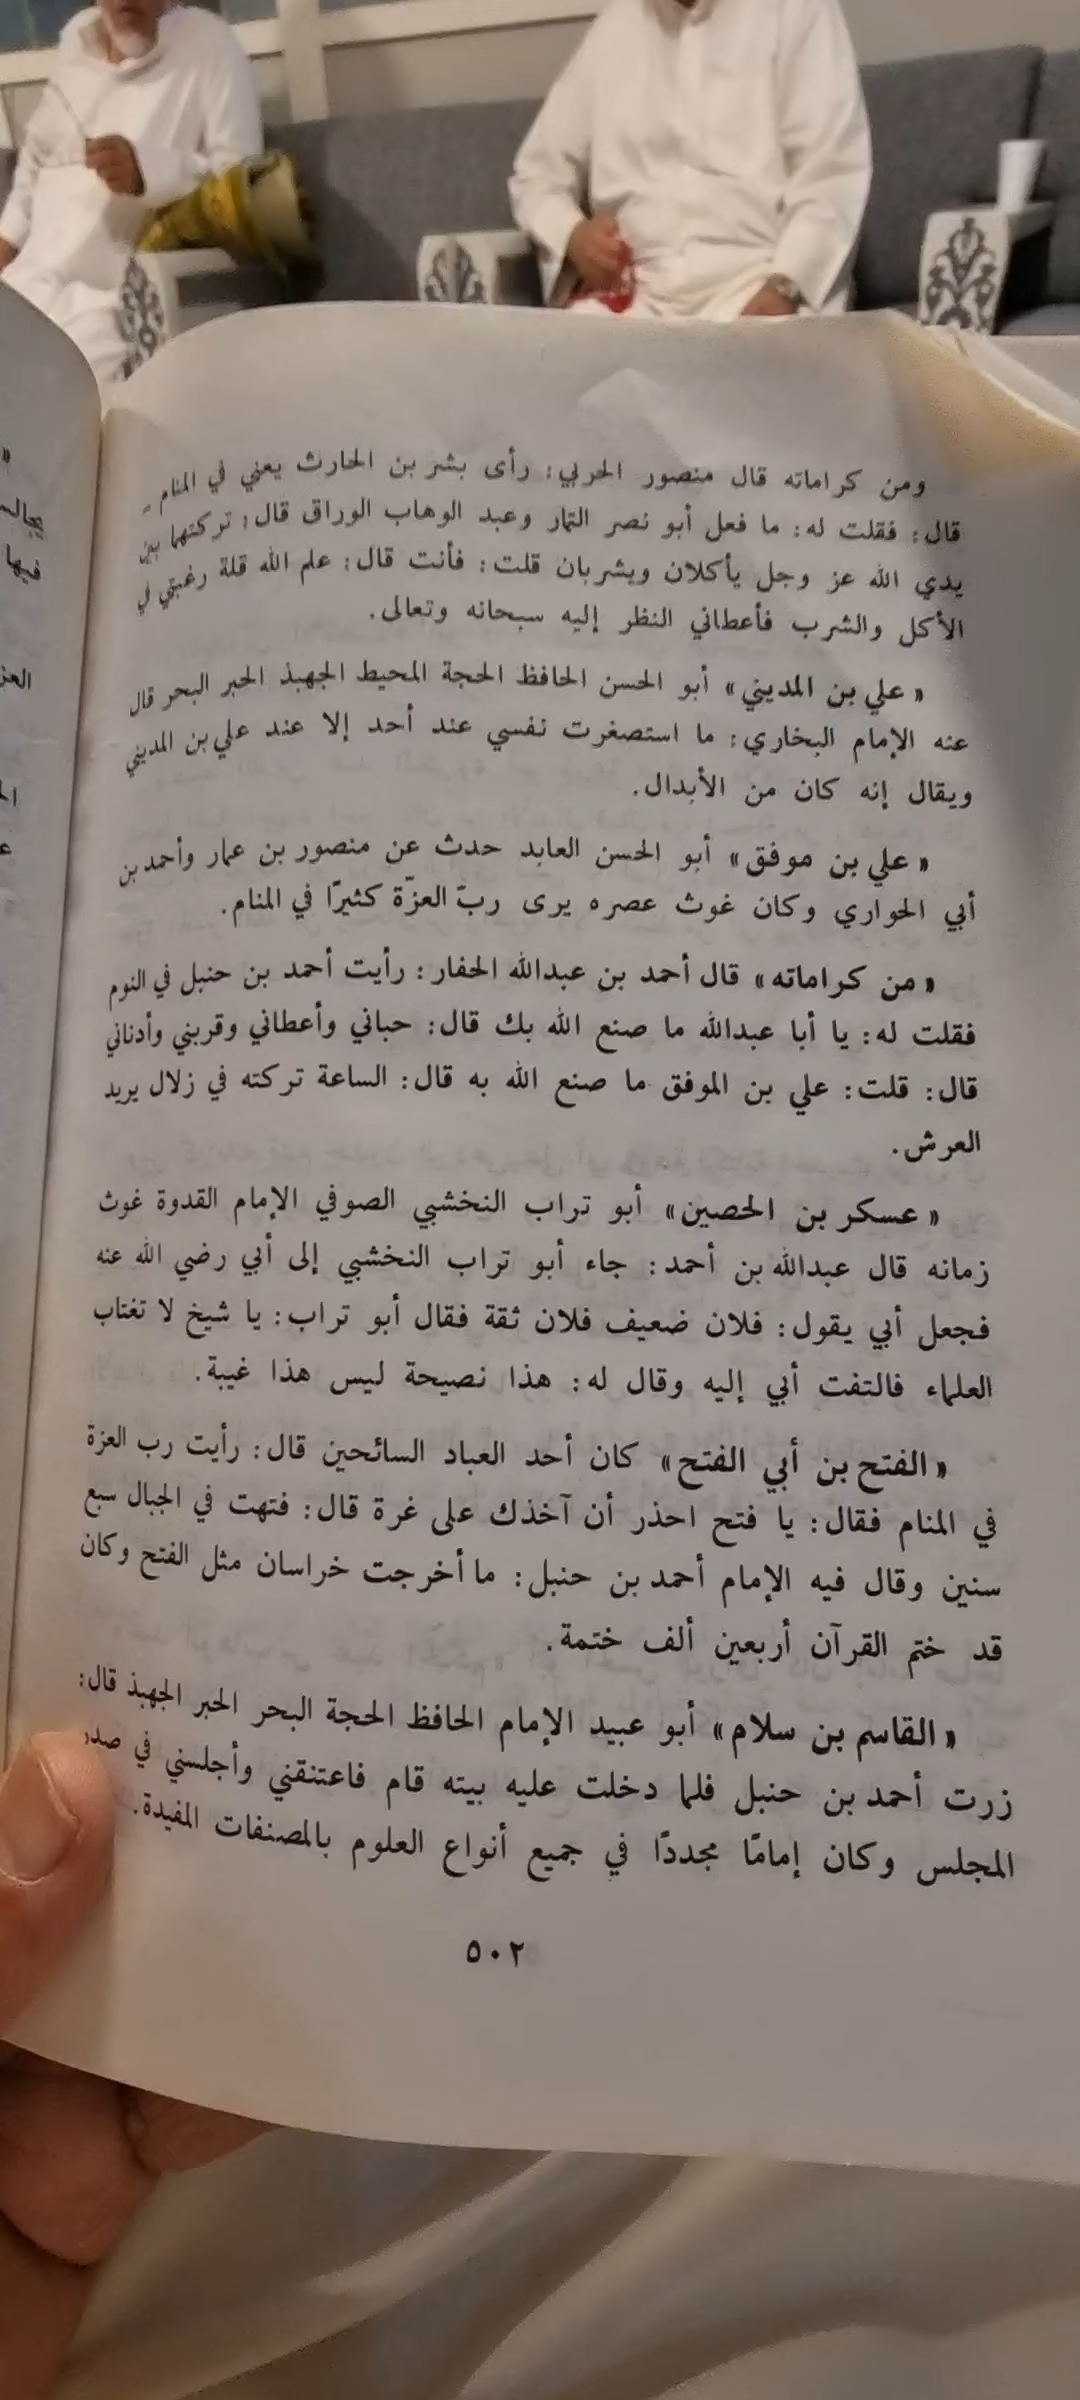 ومن كراماته قال منصور الحربي: رأى بشر بن الحارث يعني في المنام ـ
قال: فقلت له: ما فعل أبو نصر التمار وعبد الوهاب الوراق قال: تركتهما بين
يدي الله عز وجل يأكلان ويشربان قلت: فأنت قال: علم الله قلة رغبتي في
الأكل والشرب فأعطاني النظر إليه سبحانه وتعالى.
« علي بن المديني» أبو الحسن الحافظ الحجة المحيط الجهبذ الحبر البحر قال
عنه الإمام البخاري: ما استصغرت نفسي عند أحد إلا عند علي بن المديني
ويقال إنه كان من الأبدال.
« علي بن موفق» أبو الحسن العابد حدث عن منصور بن عمار وأحمد بن
أبي الحواري وكان غوث عصره يرى ربّ العزّة كثيرًا في المنام.
« من كراماته» قال أحمد بن عبدالله الحفار: رأيت أحمد بن حنبل في النوم
فقلت له: يا أبا عبدالله ما صنع الله بك قال: حباني وأعطاني وقربني وأدناني
قال: قلت: علي بن الموفق ما صنع الله به قال: الساعة تركته في زلال يريد
العرش.
« عسكر بن الحصين» أبو تراب النخشبي الصوفي الإمام القدوة غوث
زمانه قال عبدالله بن أحمد: جاء أبو تراب النخشبي إلى أبي رضي الله عنه
فجعل أبي يقول: فلان ضعيف فلان ثقة فقال أبو تراب: يا شيخ لا تغتاب
العلماء فالتفت أبي إليه وقال له: هذا نصيحة ليس هذا غيبة.
« الفتح بن أبي الفتح» كان أحد العباد السائحين قال: رأيت رب العزة
في المنام فقال: يا فتح احذر أن آخذك على غرة قال: فتهت في الجبال سبع
سنين وقال فيه الإمام أحمد بن حنبل: ما أخرجت خراسان مثل الفتح وكان
قد ختم القرآن أربعين ألف ختمة.
« القاسم بن سلام» أبو عبيد الإمام الحافظ الحجة البحر الحبر الجهبذ قال:
زرت أحمد بن حنبل فلما دخلت عليه بيته قام فاعتنقني وأجلسني في صدر
المجلس وكان إمامًا مجددًا في جميع أنواع العلوم بالمصنفات المفيدة.
٥٠٢